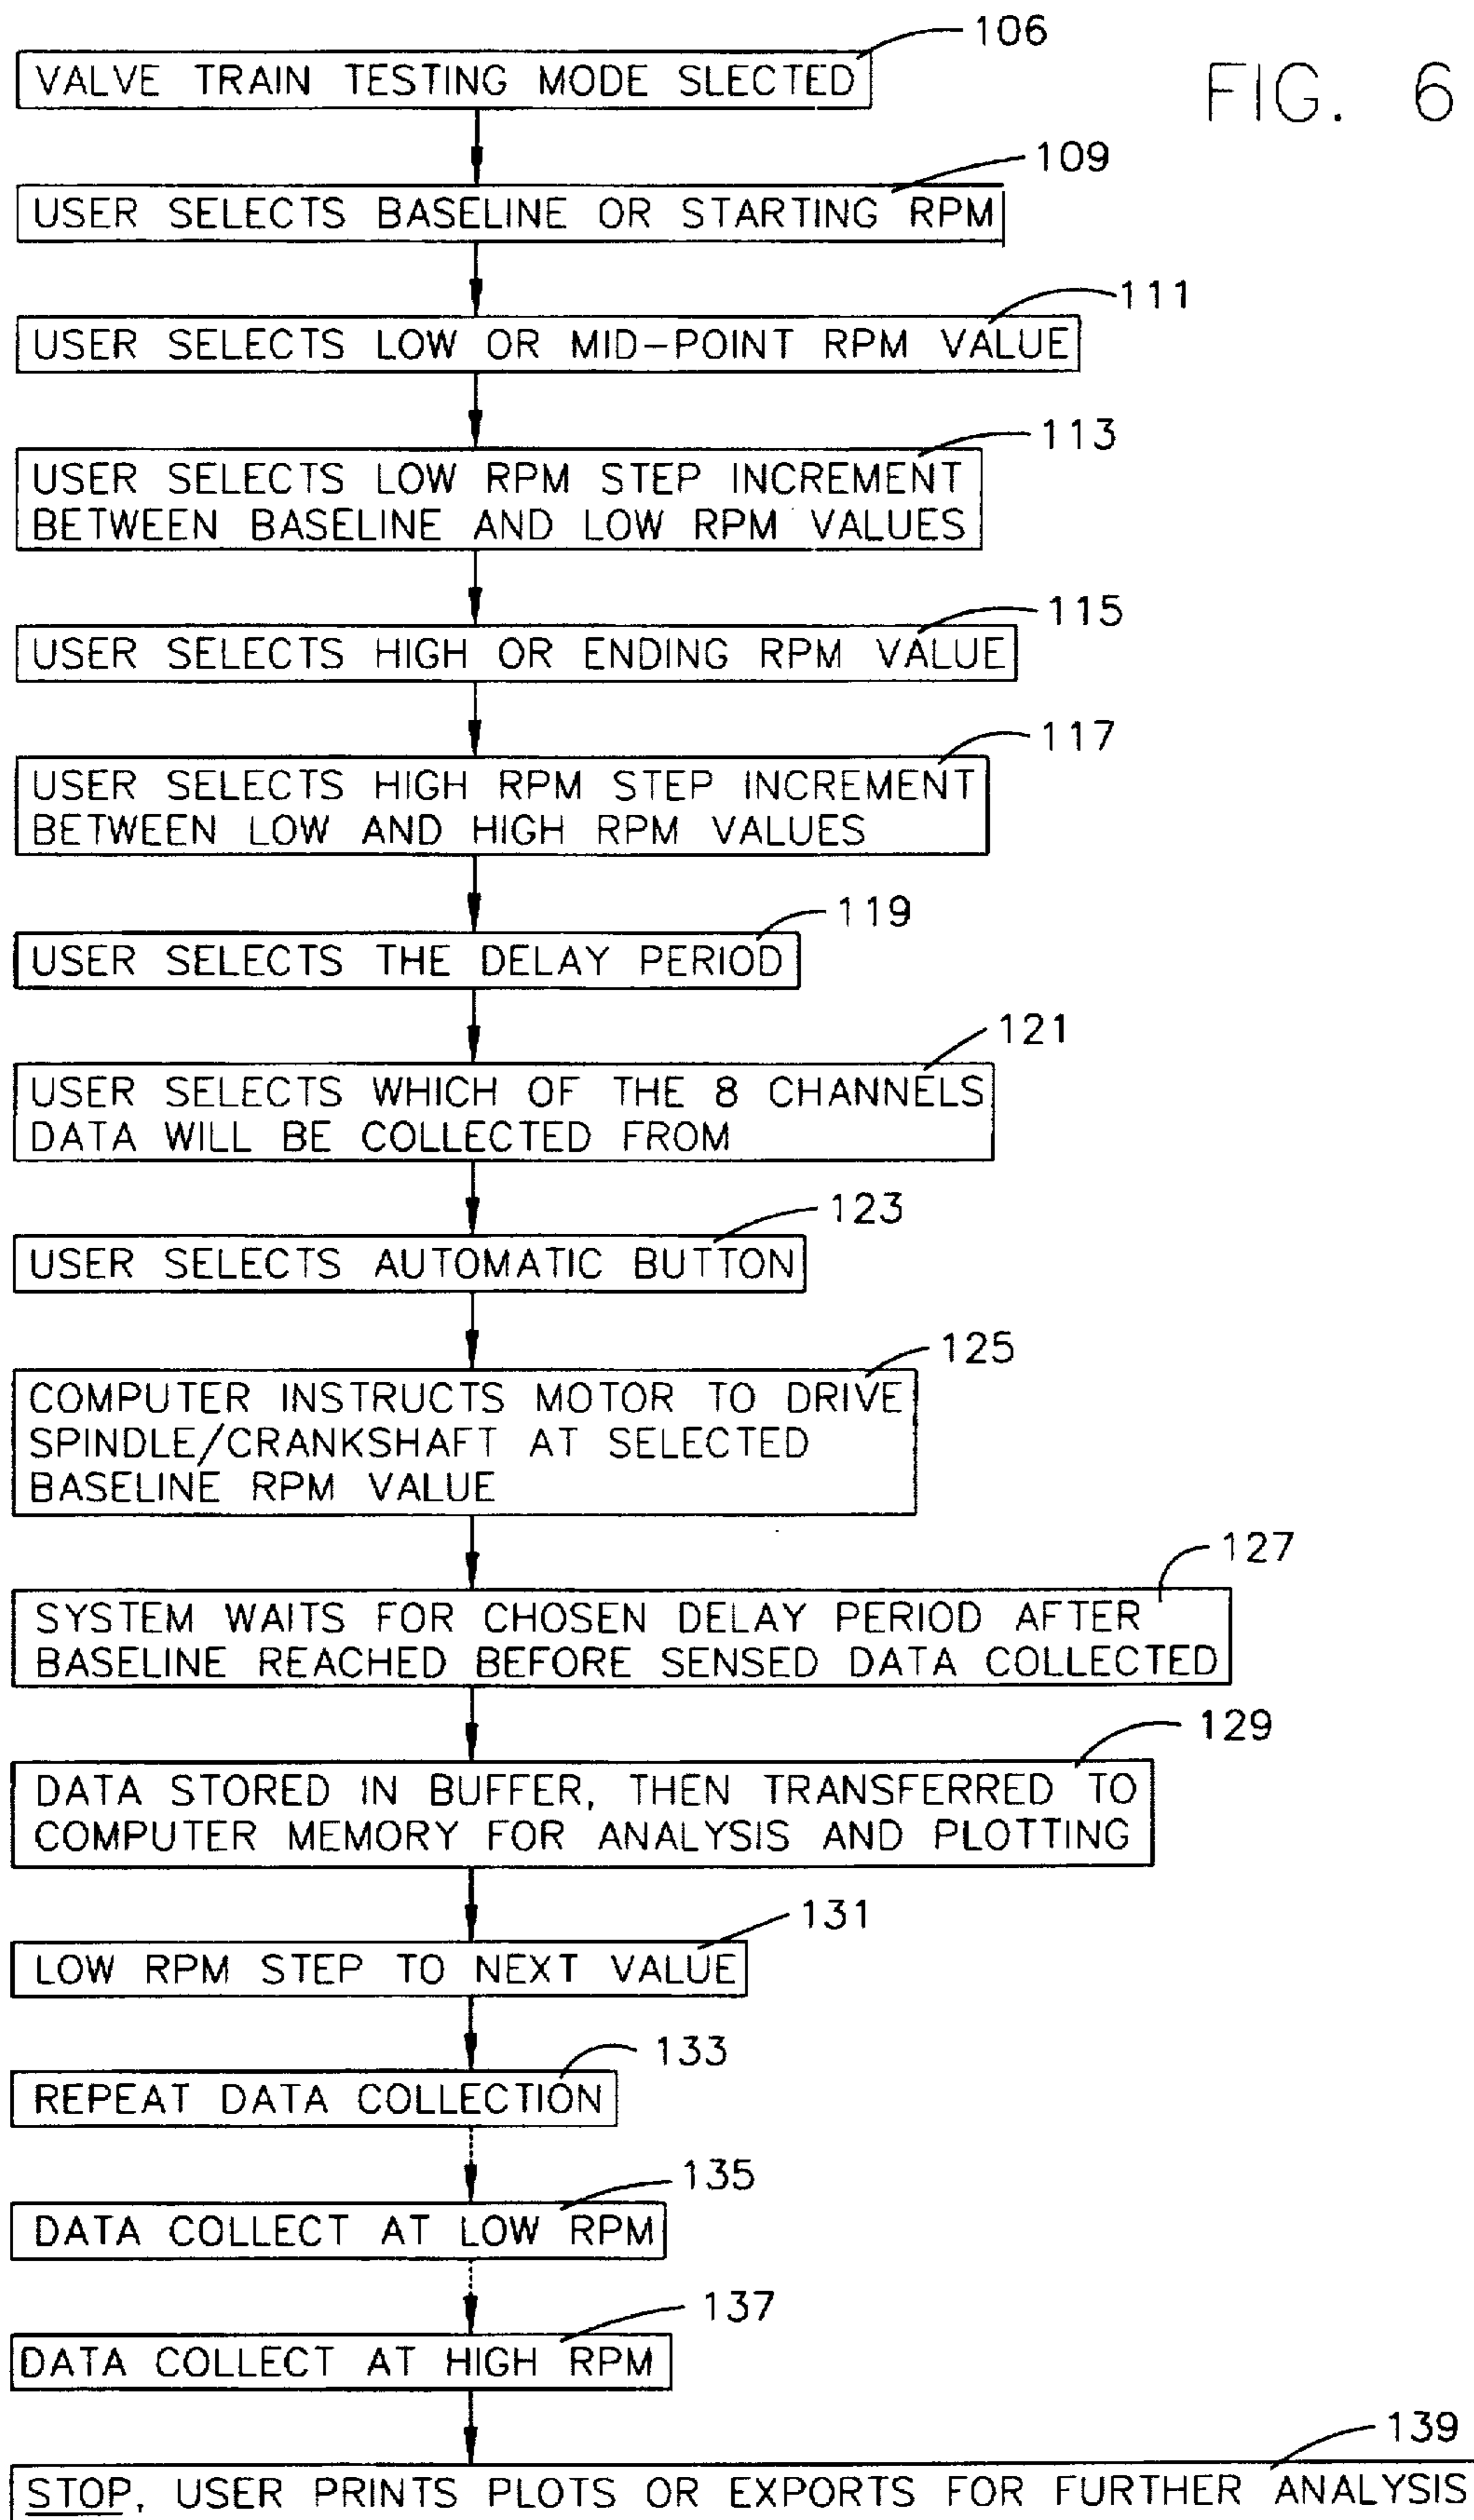 106
VALVE TRAIN TESTING MODE SLECTED
FIG. 6
109
USER SELECTS BASELINE OR STARTING RPM
111
USER SELECTS LOW OR MID-POINT RPM VALUE
113
USER SELECTS LOW RPM STEP INCREMENT
BETWEEN BASELINE AND LOW RPM VALUES
115
USER SELECTS HIGH OR ENDING RPM VALUE
117
USER SELECTS HIGH RPM STEP INCREMENT
BETWEEN LOW AND HIGH RPM VALUES
119
USER SELECTS THE DELAY PERIOD
121
USER SELECTS WHICH OF THE 8 CHANNELS
DATA WILL BE COLLECTED FROM
123
USER SELECTS AUTOMATIC BUTTON
125
COMPUTER INSTRUCTS MOTOR TO DRIVE
SPINDLE/CRANKSHAFT AT SELECTED
BASELINE RPM VALUE
127
SYSTEM WAITS FOR CHOSEN DELAY PERIOD AFTER
BASELINE REACHED BEFORE SENSED DATA COLLECTED
129
DATA STORED IN BUFFER, THEN TRANSFERRED TO
COMPUTER MEMORY FOR ANALYSIS AND PLOTTING
131
LOW RPM STEP TO NEXT VALUE
133
REPEAT DATA COLLECTION
135
DATA COLLECT AT LOW RPM
137
DATA COLLECT AT HIGH RPM
139
STOP, USER PRINTS PLOTS OR EXPORTS FOR FURTHER ANALYSIS